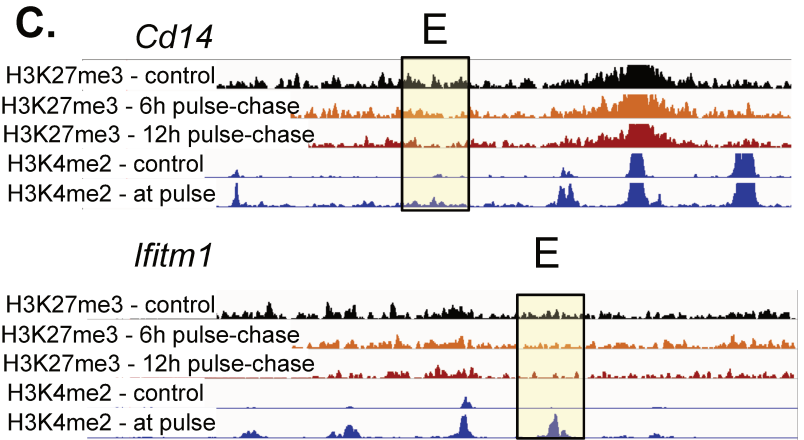 C.
Cd14
E
H3K27me3 - control
H3K27me3 - 6h pulse-chase
H3K27me3 - 12h pulse-chase
H3K4me2 - control
H3K4me2 - at pulse
Ifitm1
E
H3K27me3 - control
H3K27me3 - 6h pulse-chase
H3K27me3 - 12h pulse-chase
H3K4me2 - control
H3K4me2 - at pulse